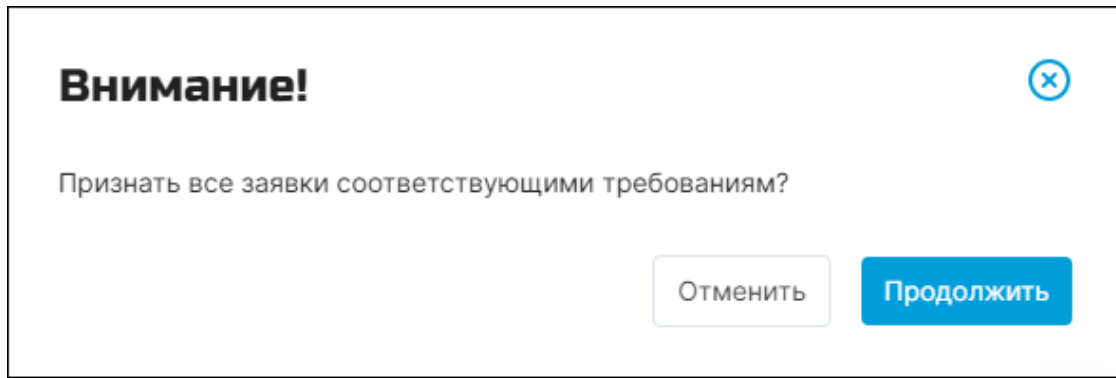 Внимание!
Признать все заявки соответствующими требованиям?
Отменить
Продолжить